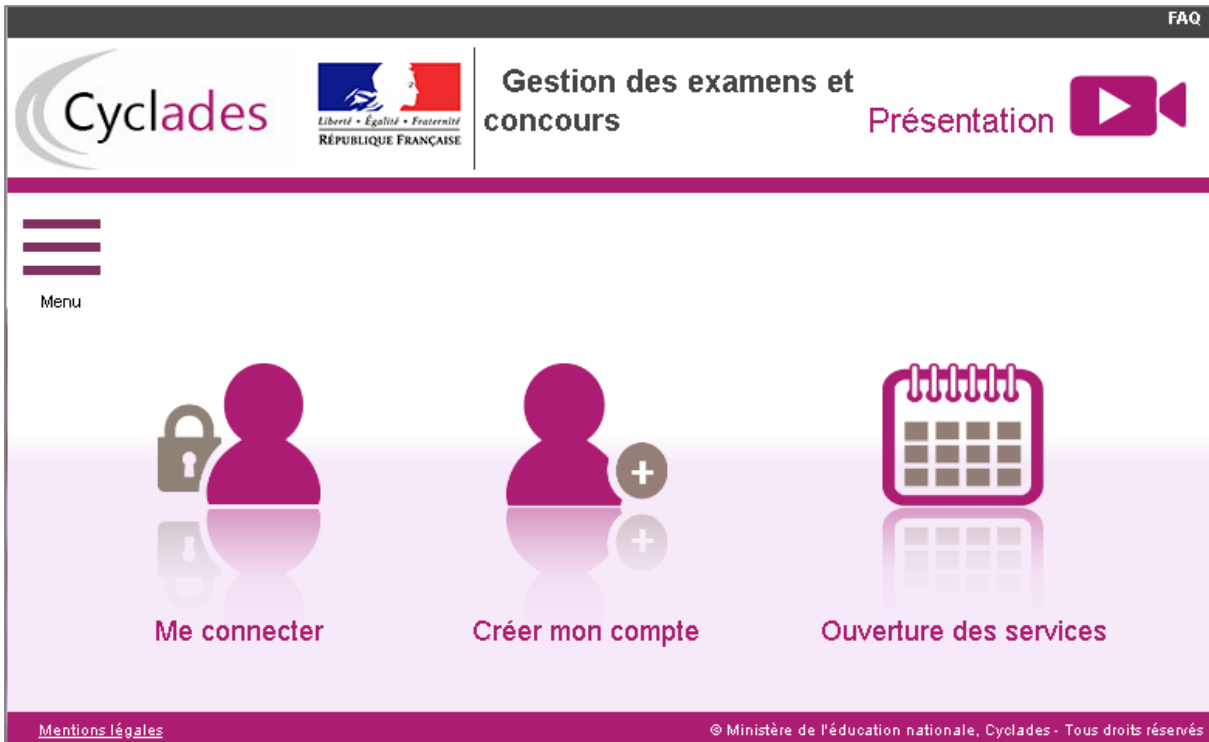 FAQ
Cyclades
Liberté • Égalité • Fraternité
RÉPUBLIQUE FRANÇAISE
Gestion des examens et
concours
Présentation
Menu
Me connecter
Créer mon compte
Ouverture des services
Mentions légales
© Ministère de l'éducation nationale, Cyclades - Tous droits réservés